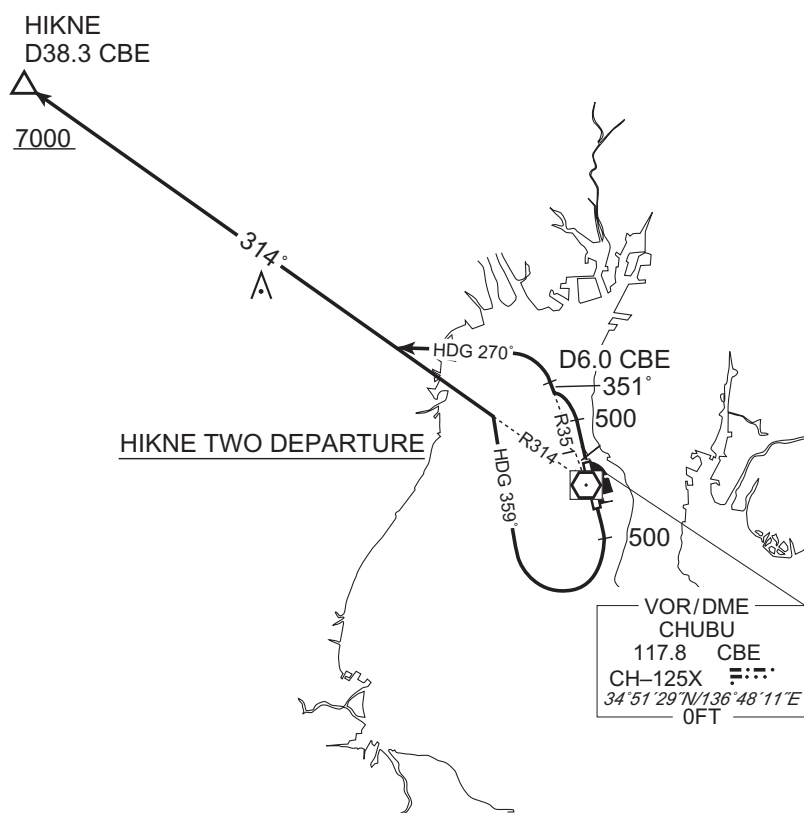 HIKNE
D38.3 CBE
7000
314°
HDG 270°
D6.0 CBE
351°
500
R351
R314
HIKNE TWO DEPARTURE
HDG 359°
500
VOR/DME
CHUBU
117.8 CBE
CH–125X
34°51′29″N/136°48′11″E
0FT